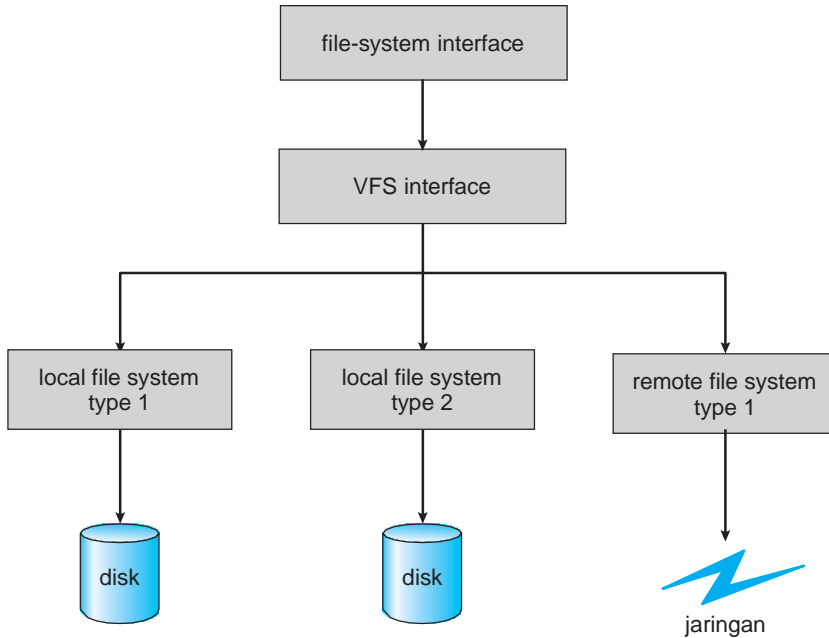 file-system interface
VFS interface
local file system
type 1
local file system
type 2
remote file system
type 1
disk
disk
jaringan